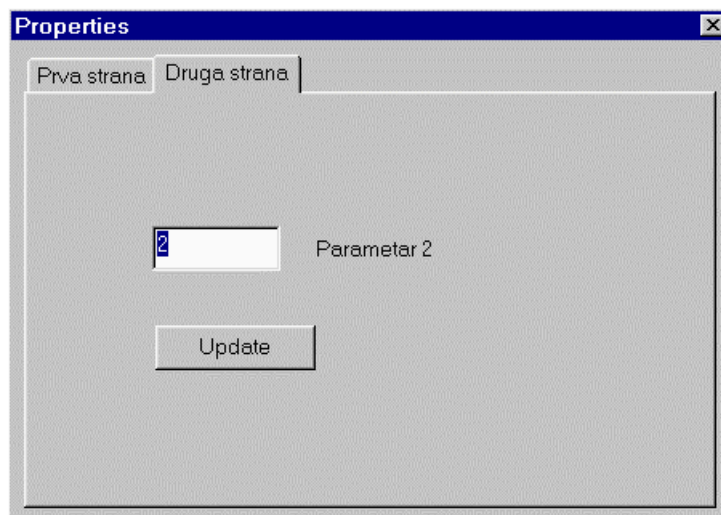 Properties
Prva strana
Druga strana
2
Parametar 2
Update